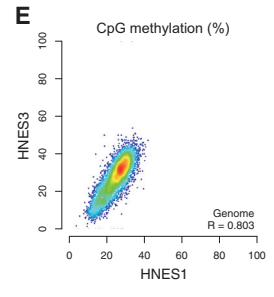 E
CpG methylation (%)
100
80
60
40
20
0
HNES3
Genome
R = 0.803
0 20 40 60 80 100
HNES1